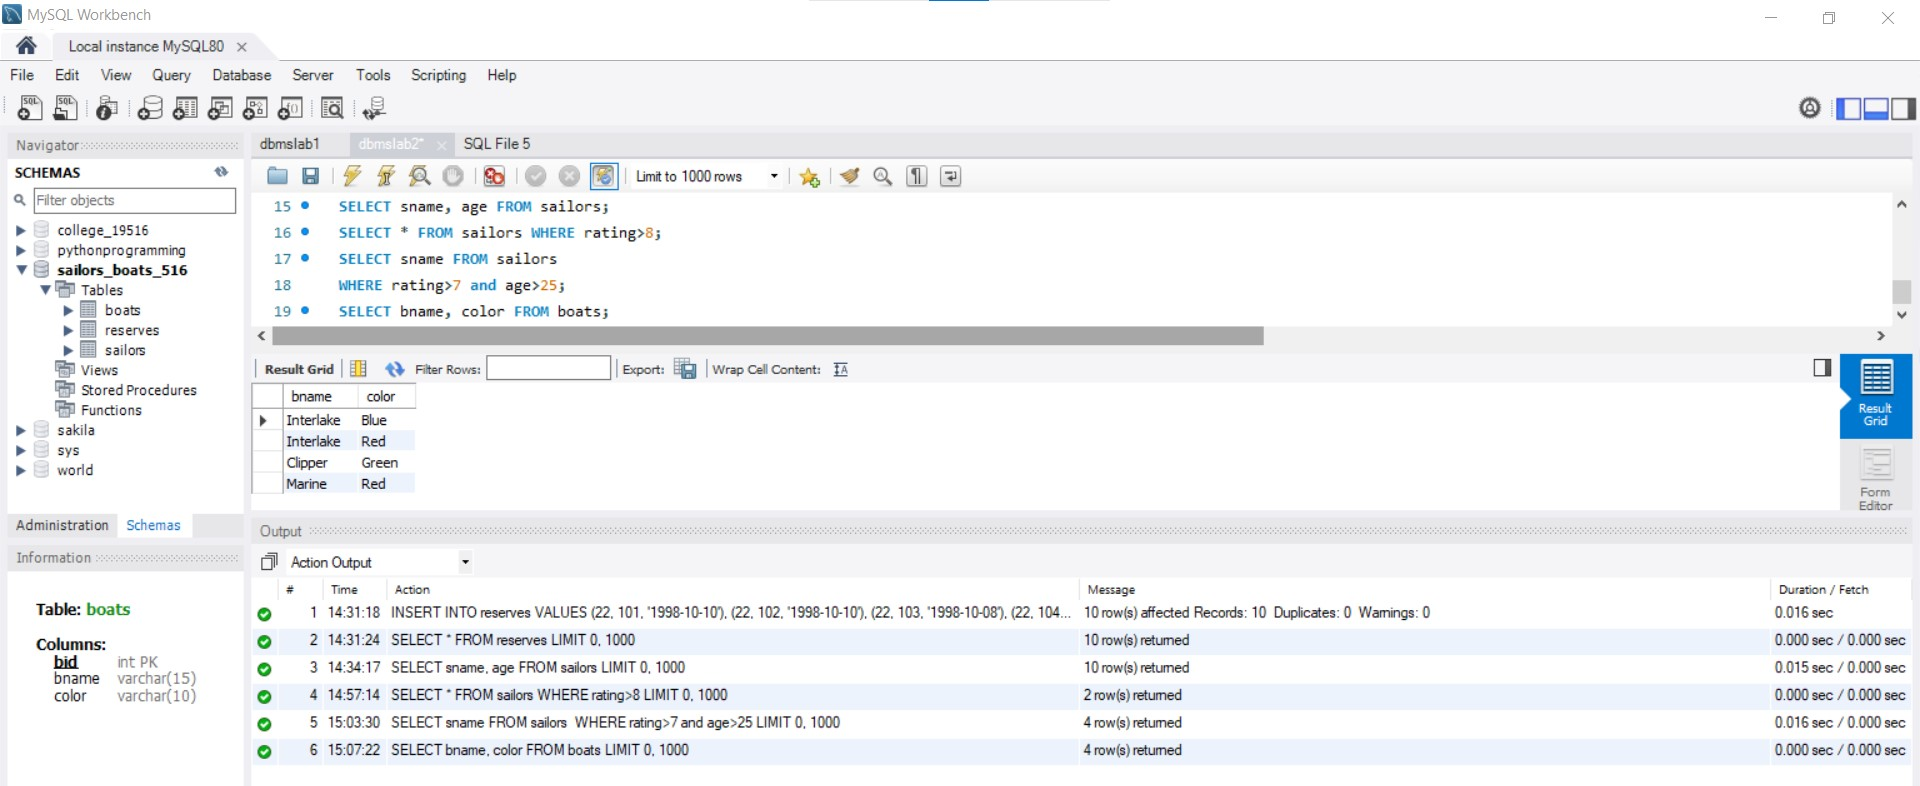 MySQL Workbench
Local instance MySQL80
File Edit View Query Database Server Tools Scripting Help
Navigator
SCHEMAS
Filter objects
college_19516
pythonprogramming
sailors_boats_516
Tables
boats
reserves
sailors
Views
Stored Procedures
Functions
sakila
sys
world
Administration Schemas
Information
Table: boats
Columns:
bid int PK
bname varchar(15)
color varchar(10)
dbmslab1 dbmslab2* SQL File 5
Limit to 1000 rows
15 SELECT sname, age FROM sailors;
16 SELECT * FROM sailors WHERE rating>8;
17 SELECT sname FROM sailors
18 WHERE rating>7 and age>25;
19 SELECT bname, color FROM boats;
Result Grid Filter Rows: Export: Wrap Cell Content:
bname color
Interlake Blue
Interlake Red
Clipper Green
Marine Red
Result
Grid
Form
Editor
Output
Action Output
# Time Action Message Duration / Fetch
1 14:31:18 INSERT INTO reserves VALUES (22, 101, '1998-10-10'), (22, 102, '1998-10-10'), (22, 103, '1998-10-08'), (22, 104... 10 row(s) affected Records: 10 Duplicates: 0 Warnings: 0 0.016 sec
2 14:31:24 SELECT * FROM reserves LIMIT 0, 1000 10 row(s) returned 0.000 sec / 0.000 sec
3 14:34:17 SELECT sname, age FROM sailors LIMIT 0, 1000 10 row(s) returned 0.015 sec / 0.000 sec
4 14:57:14 SELECT * FROM sailors WHERE rating>8 LIMIT 0, 1000 2 row(s) returned 0.000 sec / 0.000 sec
5 15:03:30 SELECT sname FROM sailors WHERE rating>7 and age>25 LIMIT 0, 1000 4 row(s) returned 0.016 sec / 0.000 sec
6 15:07:22 SELECT bname, color FROM boats LIMIT 0, 1000 4 row(s) returned 0.000 sec / 0.000 sec